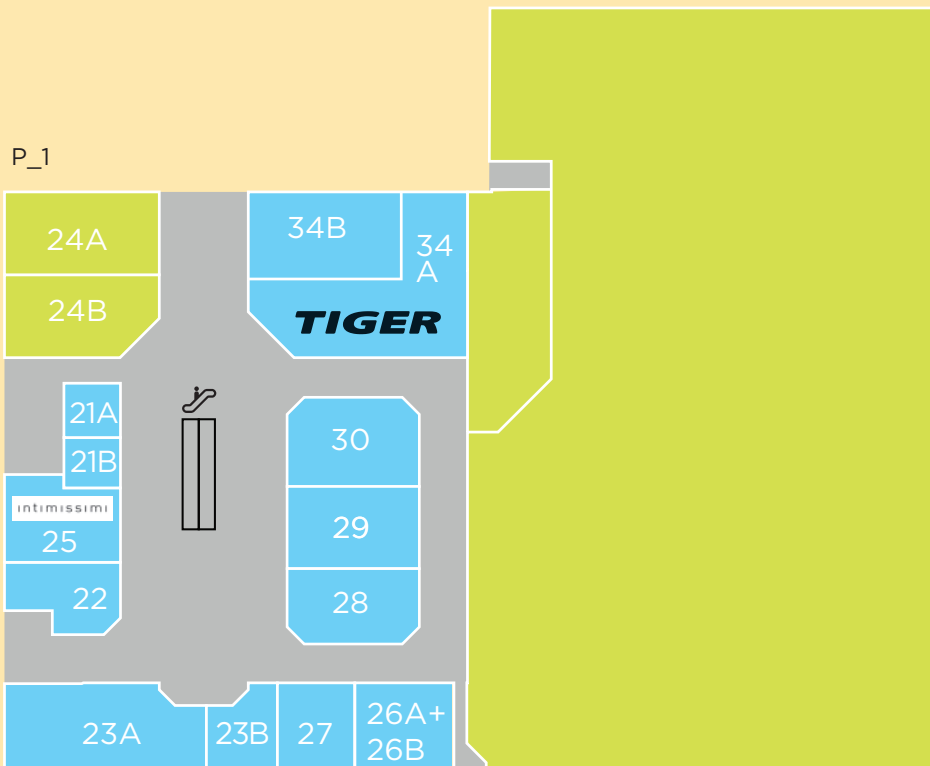 P_1
24A
24B
34B
34
A
TIGER
21A
21B
intimissimi
25
22
30
29
28
23A
23B
27
26A+
26B